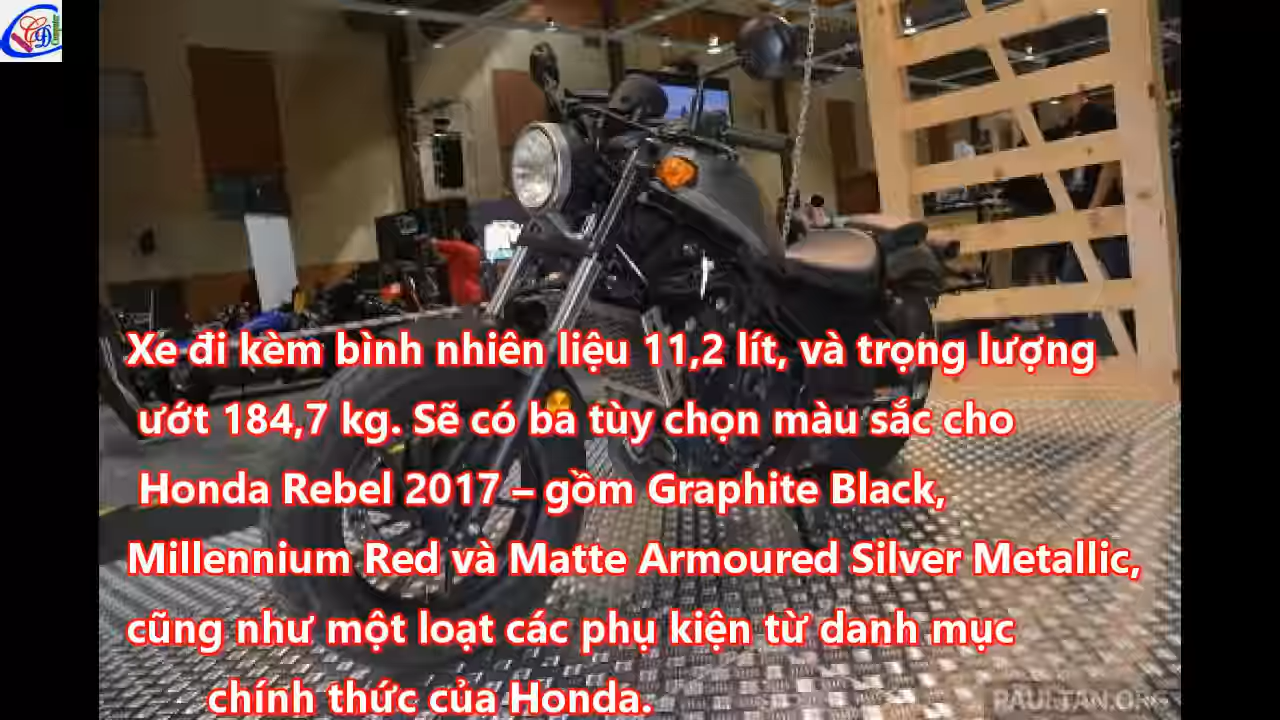 Xe đi kèm bình nhiên liệu 11,2 lít, và trọng lượng
ướt 184,7 kg. Sẽ có ba tùy chọn màu sắc cho
Honda Rebel 2017 – gồm Graphite Black,
Millennium Red và Matte Armoured Silver Metallic,
cũng như một loạt các phụ kiện từ danh mục
chính thức của Honda.
PAULTAN.ORG